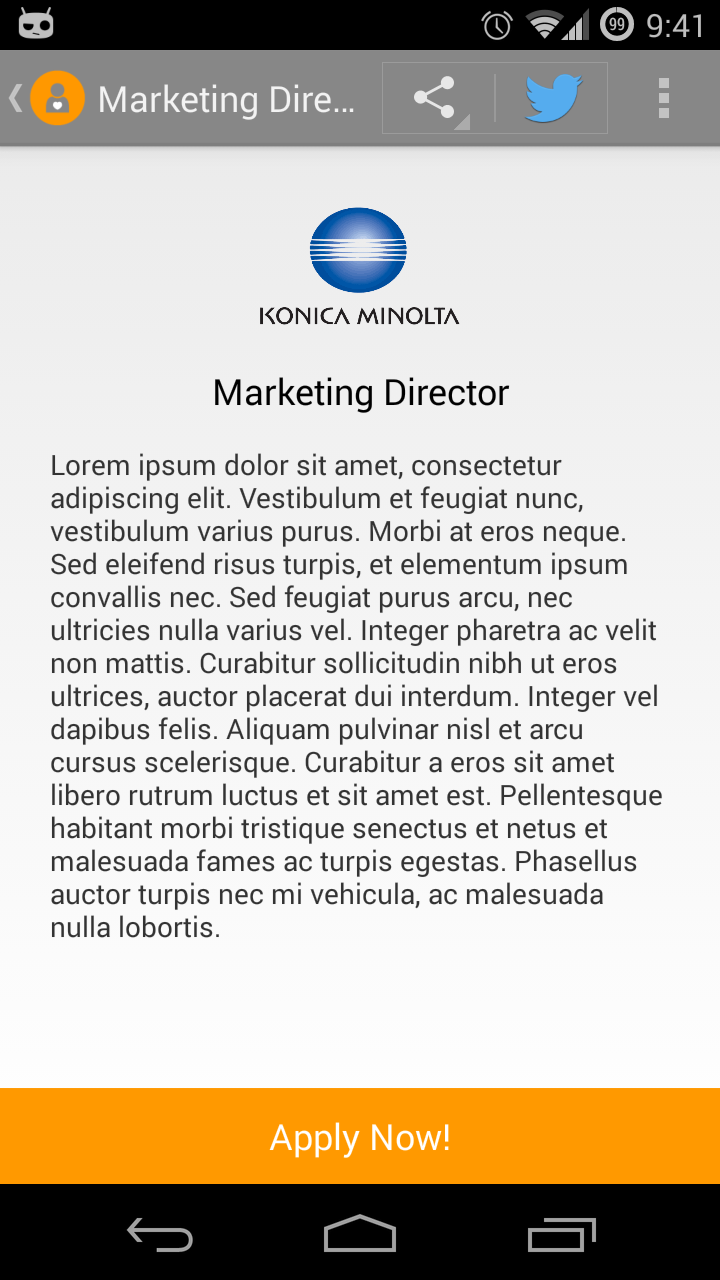 99 9:41
Marketing Dire...
KONICA MINOLTA
Marketing Director
Lorem ipsum dolor sit amet, consectetur
adipiscing elit. Vestibulum et feugiat nunc,
vestibulum varius purus. Morbi at eros neque.
Sed eleifend risus turpis, et elementum ipsum
convallis nec. Sed feugiat purus arcu, nec
ultricies nulla varius vel. Integer pharetra ac velit
non mattis. Curabitur sollicitudin nibh ut eros
ultrices, auctor placerat dui interdum. Integer vel
dapibus felis. Aliquam pulvinar nisl et arcu
cursus scelerisque. Curabitur a eros sit amet
libero rutrum luctus et sit amet est. Pellentesque
habitant morbi tristique senectus et netus et
malesuada fames ac turpis egestas. Phasellus
auctor turpis nec mi vehicula, ac malesuada
nulla lobortis.
Apply Now!